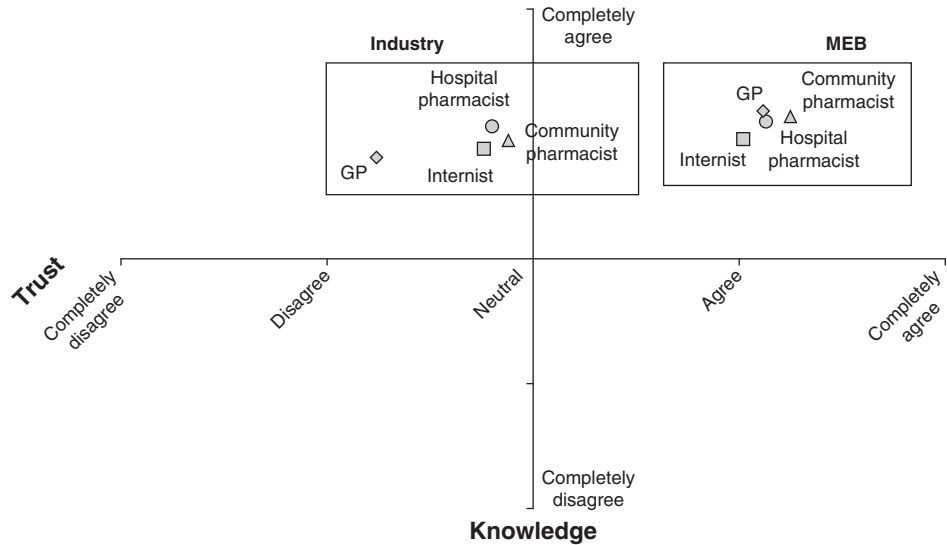 Completely
agree
Industry
MEB
Hospital
pharmacist
Community
pharmacist
GP
Internist
GP
Community
pharmacist
Internist
Hospital
pharmacist
Trust
Completely
disagree
Disagree
Neutral
Agree
Completely
agree
Completely
disagree
Knowledge